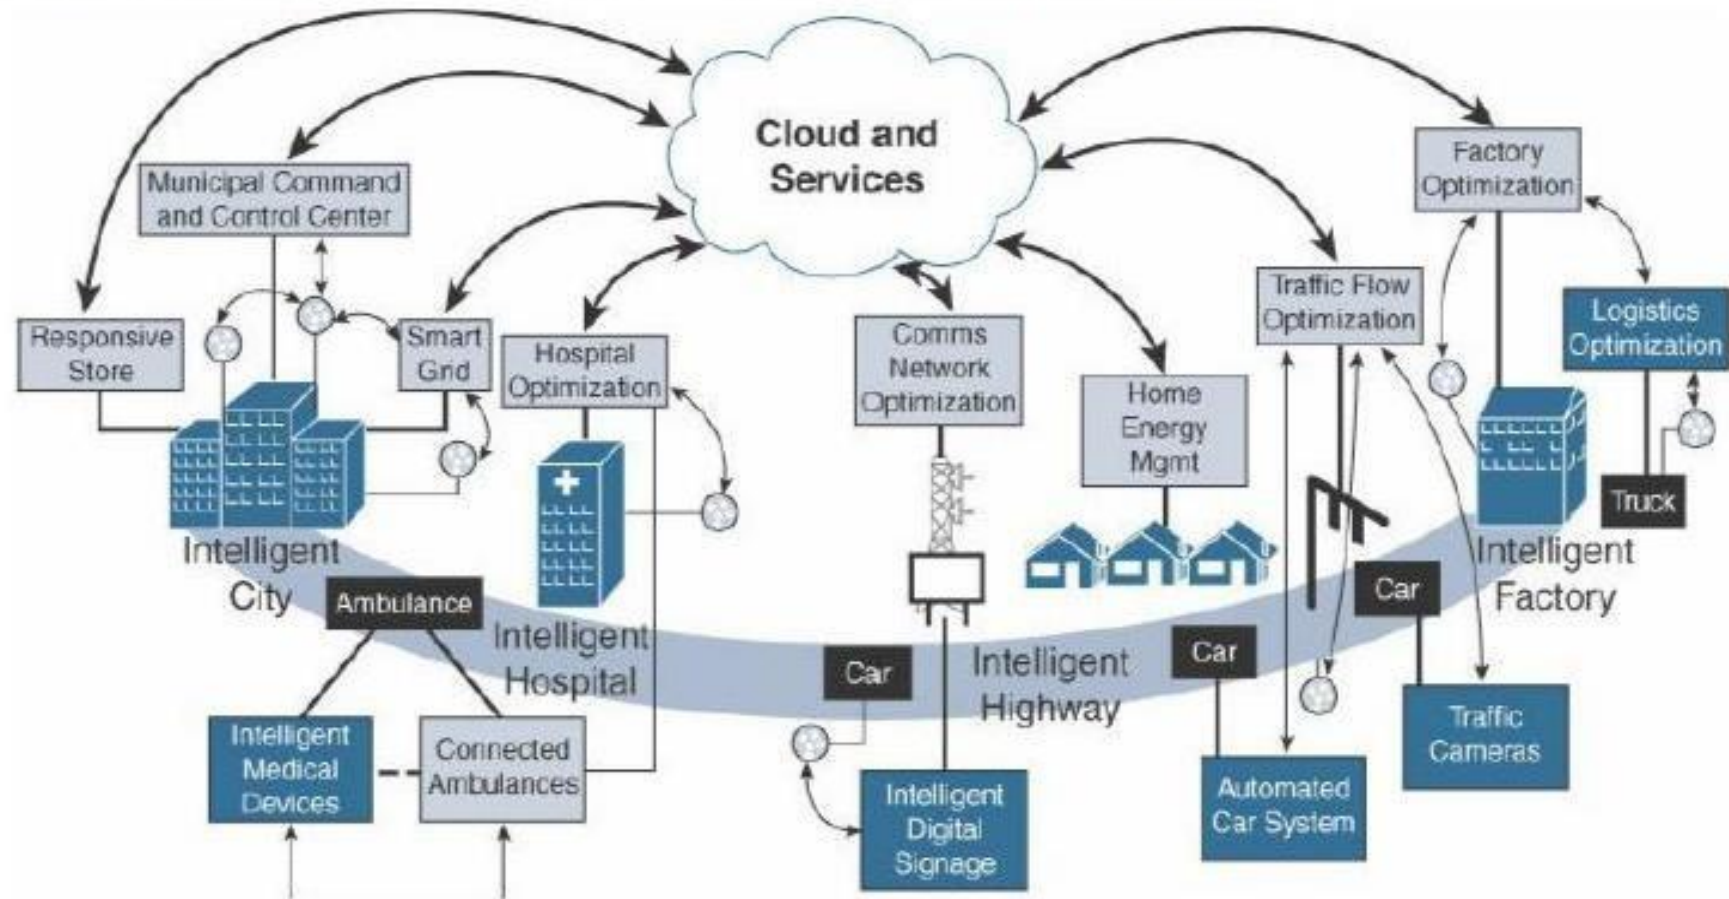 Cloud and
Services
Municipal Command
and Control Center
Responsive
Store
Smart
Grid
Hospital
Optimization
Comms
Network
Optimization
Home
Energy
Mgmt
Traffic Flow
Optimization
Factory
Optimization
Logistics
Optimization
Truck
Intelligent
City
Ambulance
Intelligent
Hospital
Car
Intelligent
Highway
Car
Car
Intelligent
Factory
Intelligent
Medical
Devices
Connected
Ambulances
Intelligent
Digital
Signage
Automated
Car System
Traffic
Cameras